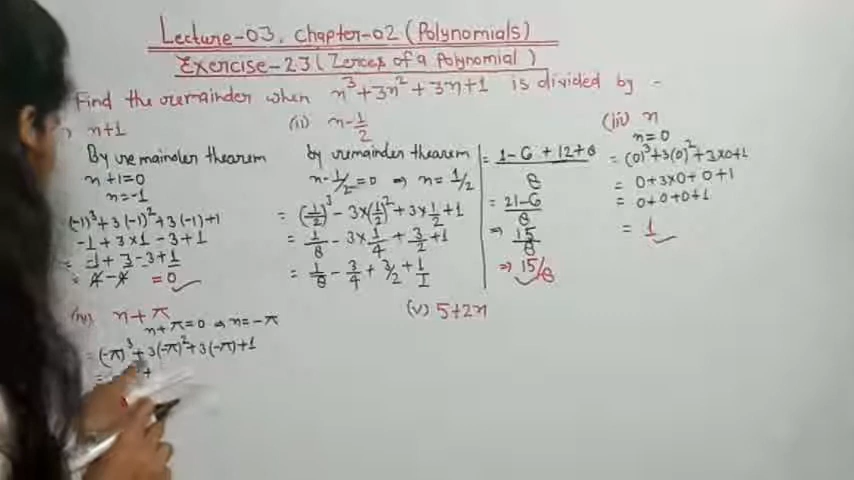 Lecture-03. Chapter-02 (Polynomials)
Exercise-2.3 (Zeroes of a Polynomial)
Find the remainder when x³+3x²+3x+1 is divided by -
) x+1
By remainder theorem
x+1=0
x=-1
(-1)³+3(-1)²+3(-1)+1
-1+3×1-3+1
= -1+3-3+1
= 4-4 =0
(ii) x-1/2
by remainder theorem
x-1/2=0 ⇒ x=1/2
= (1/2)³-3×(1/2)²+3×1/2+1
= 1/8-3×1/4+3/2+1
= 1/8-3/4+3/2+1/1
= 1-6+12+8/8
= 21-6/8
⇒ 15/8
⇒ 15/8
(iii) x
x=0
= (0)³+3(0)²+3×0+1
= 0+3×0+0+1
= 0+0+0+1
= 1
(iv) x+π
x+π=0 ⇒ x=-π
= (-π)³+3(-π)²+3(-π)+1
(v) 5+2x